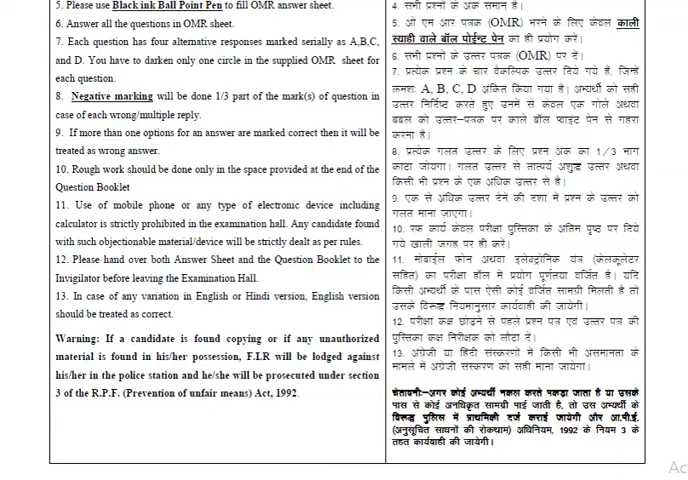 5. Please use Black ink Ball Point Pen to fill OMR answer sheet.
6. Answer all the questions in OMR sheet.
7. Each question has four alternative responses marked serially as A,B,C,
and D. You have to darken only one circle in the supplied OMR sheet for
each question.
8. Negative marking will be done 1/3 part of the mark(s) of question in
case of each wrong/multiple reply.
9. If more than one options for an answer are marked correct then it will be
treated as wrong answer.
10. Rough work should be done only in the space provided at the end of the
Question Booklet
11. Use of mobile phone or any type of electronic device including
calculator is strictly prohibited in the examination hall. Any candidate found
with such objectionable material/device will be strictly dealt as per rules.
12. Please hand over both Answer Sheet and the Question Booklet to the
Invigilator before leaving the Examination Hall.
13. In case of any variation in English or Hindi version, English version
should be treated as correct.
Warning: If a candidate is found copying or if any unauthorized
material is found in his/her possession, F.I.R will be lodged against
his/her in the police station and he/she will be prosecuted under section
3 of the R.P.F. (Prevention of unfair means) Act, 1992.
4. सभी प्रश्नों के अंक समान है।
5. ओ एम आर पत्रक (OMR) भरने के लिए केवल काली
स्याही वाले बॉल पोईन्ट पेन का ही प्रयोग करें।
6. सभी प्रश्नों के उत्तर पत्रक (OMR) पर दें।
7. प्रत्येक प्रश्न के चार वैकल्पिक उत्तर दिये गये हैं, जिन्हें
क्रमशः A, B, C, D अंकित किया गया है। अभ्यर्थी को सही
उत्तर निर्दिष्ट करते हुए उनमें से केवल एक गोले अथवा
बबल को उत्तर–पत्रक पर काले बॉल प्वाइंट पेन से गहरा
करना है।
8. प्रत्येक गलत उत्तर के लिए प्रश्न अंक का 1/3 भाग
काटा जोयगा। गलत उत्तर से तात्पर्य अशुद्ध उत्तर अथवा
किसी भी प्रश्न के एक अधिक उत्तर से है।
9. एक से अधिक उत्तर देने की दशा में प्रश्न के उत्तर को
गलत माना जाएगा।
10. रफ कार्य केवल परीक्षा पुस्तिका के अंतिम पृष्ठ पर दिये
गये खाली जगह पर ही करें।
11. मोबाईल फोन अथवा इलेक्ट्रोनिक यंत्र (केलकूलेटर
सहित) का परीक्षा हॉल में प्रयोग पूर्णतया वर्जित है। यदि
किसी अभ्यर्थी के पास ऐसी कोई वर्जित सामग्री मिलती है तो
उसके विरूद्ध नियमानुसार कार्यवाही की जायेगी।
12. परीक्षा कक्ष छोड़ने से पहले प्रश्न पत्र एवं उत्तर पत्र की
पुस्तिका कक्ष निरीक्षक को लौटा दें।
13. अंग्रेजी या हिंदी संस्करणों में किसी भी असमानता के
मामले में अंग्रेजी संस्करण को सही माना जायेगा।
चेतावनीः–अगर कोई अभ्यर्थी नकल करते पकड़ा जाता है या उसके
पास से कोई अनधिकृत सामग्री पाई जाती है, तो उस अभ्यर्थी के
विरूद्ध पुलिस में प्राथमिकी दर्ज कराई जायेगी और आ.पी.ई.
(अनुसूचित साधनों की रोकथाम) अधिनियम, 1992 के नियम 3 के
तहत कार्यवाही की जायेगी।
Ac